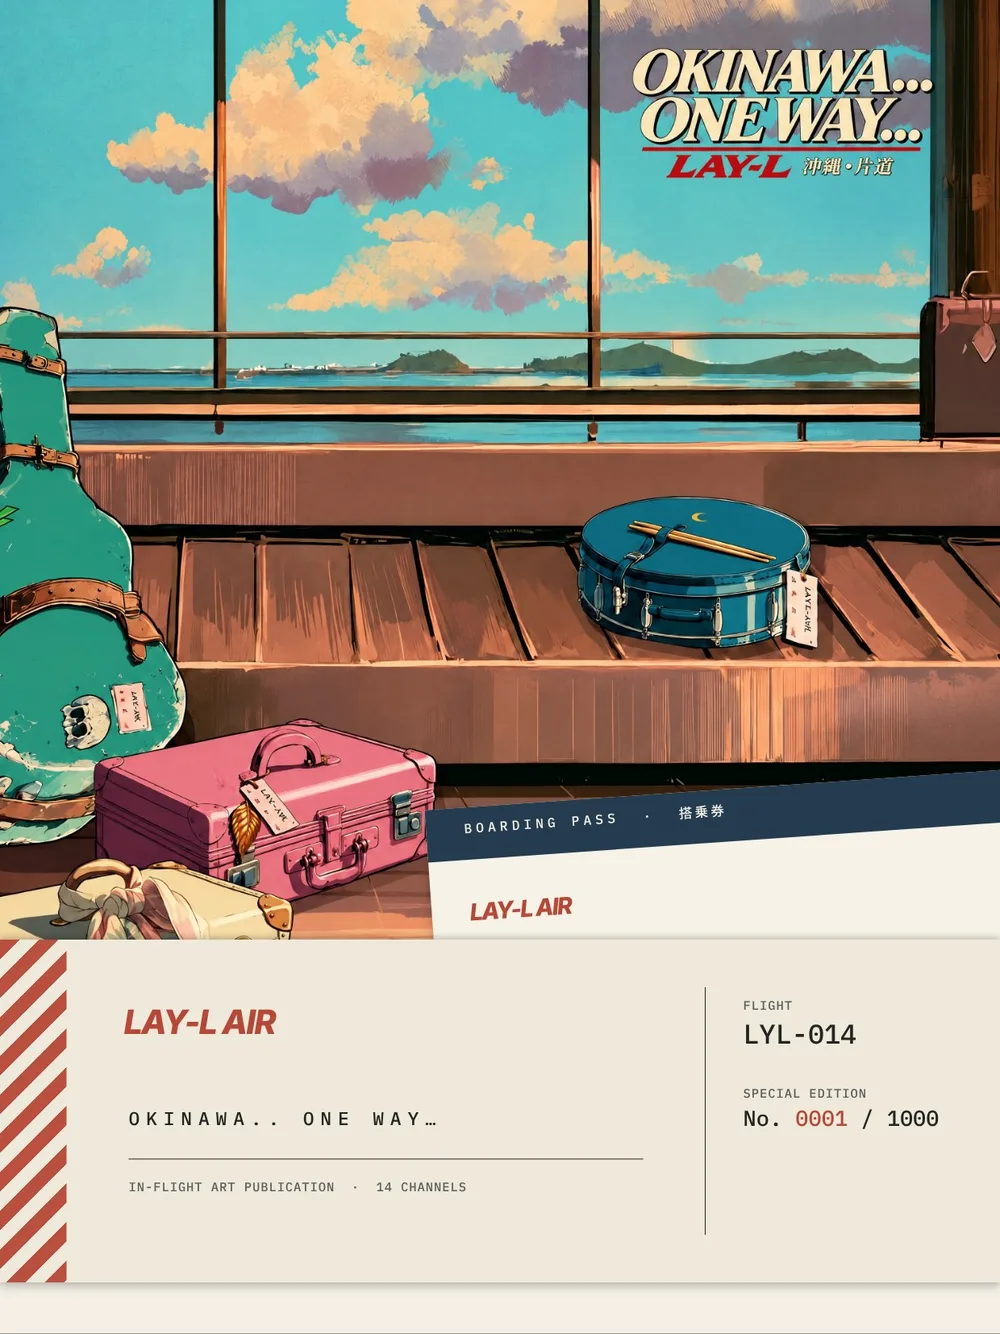 OKINAWA...
ONE WAY...
LAY-L 沖縄・片道
BOARDING PASS · 搭乗券
LAY-L AIR
LAY-L AIR
OKINAWA.. ONE WAY…
IN-FLIGHT ART PUBLICATION · 14 CHANNELS
FLIGHT
LYL-014
SPECIAL EDITION
No. 0001 / 1000